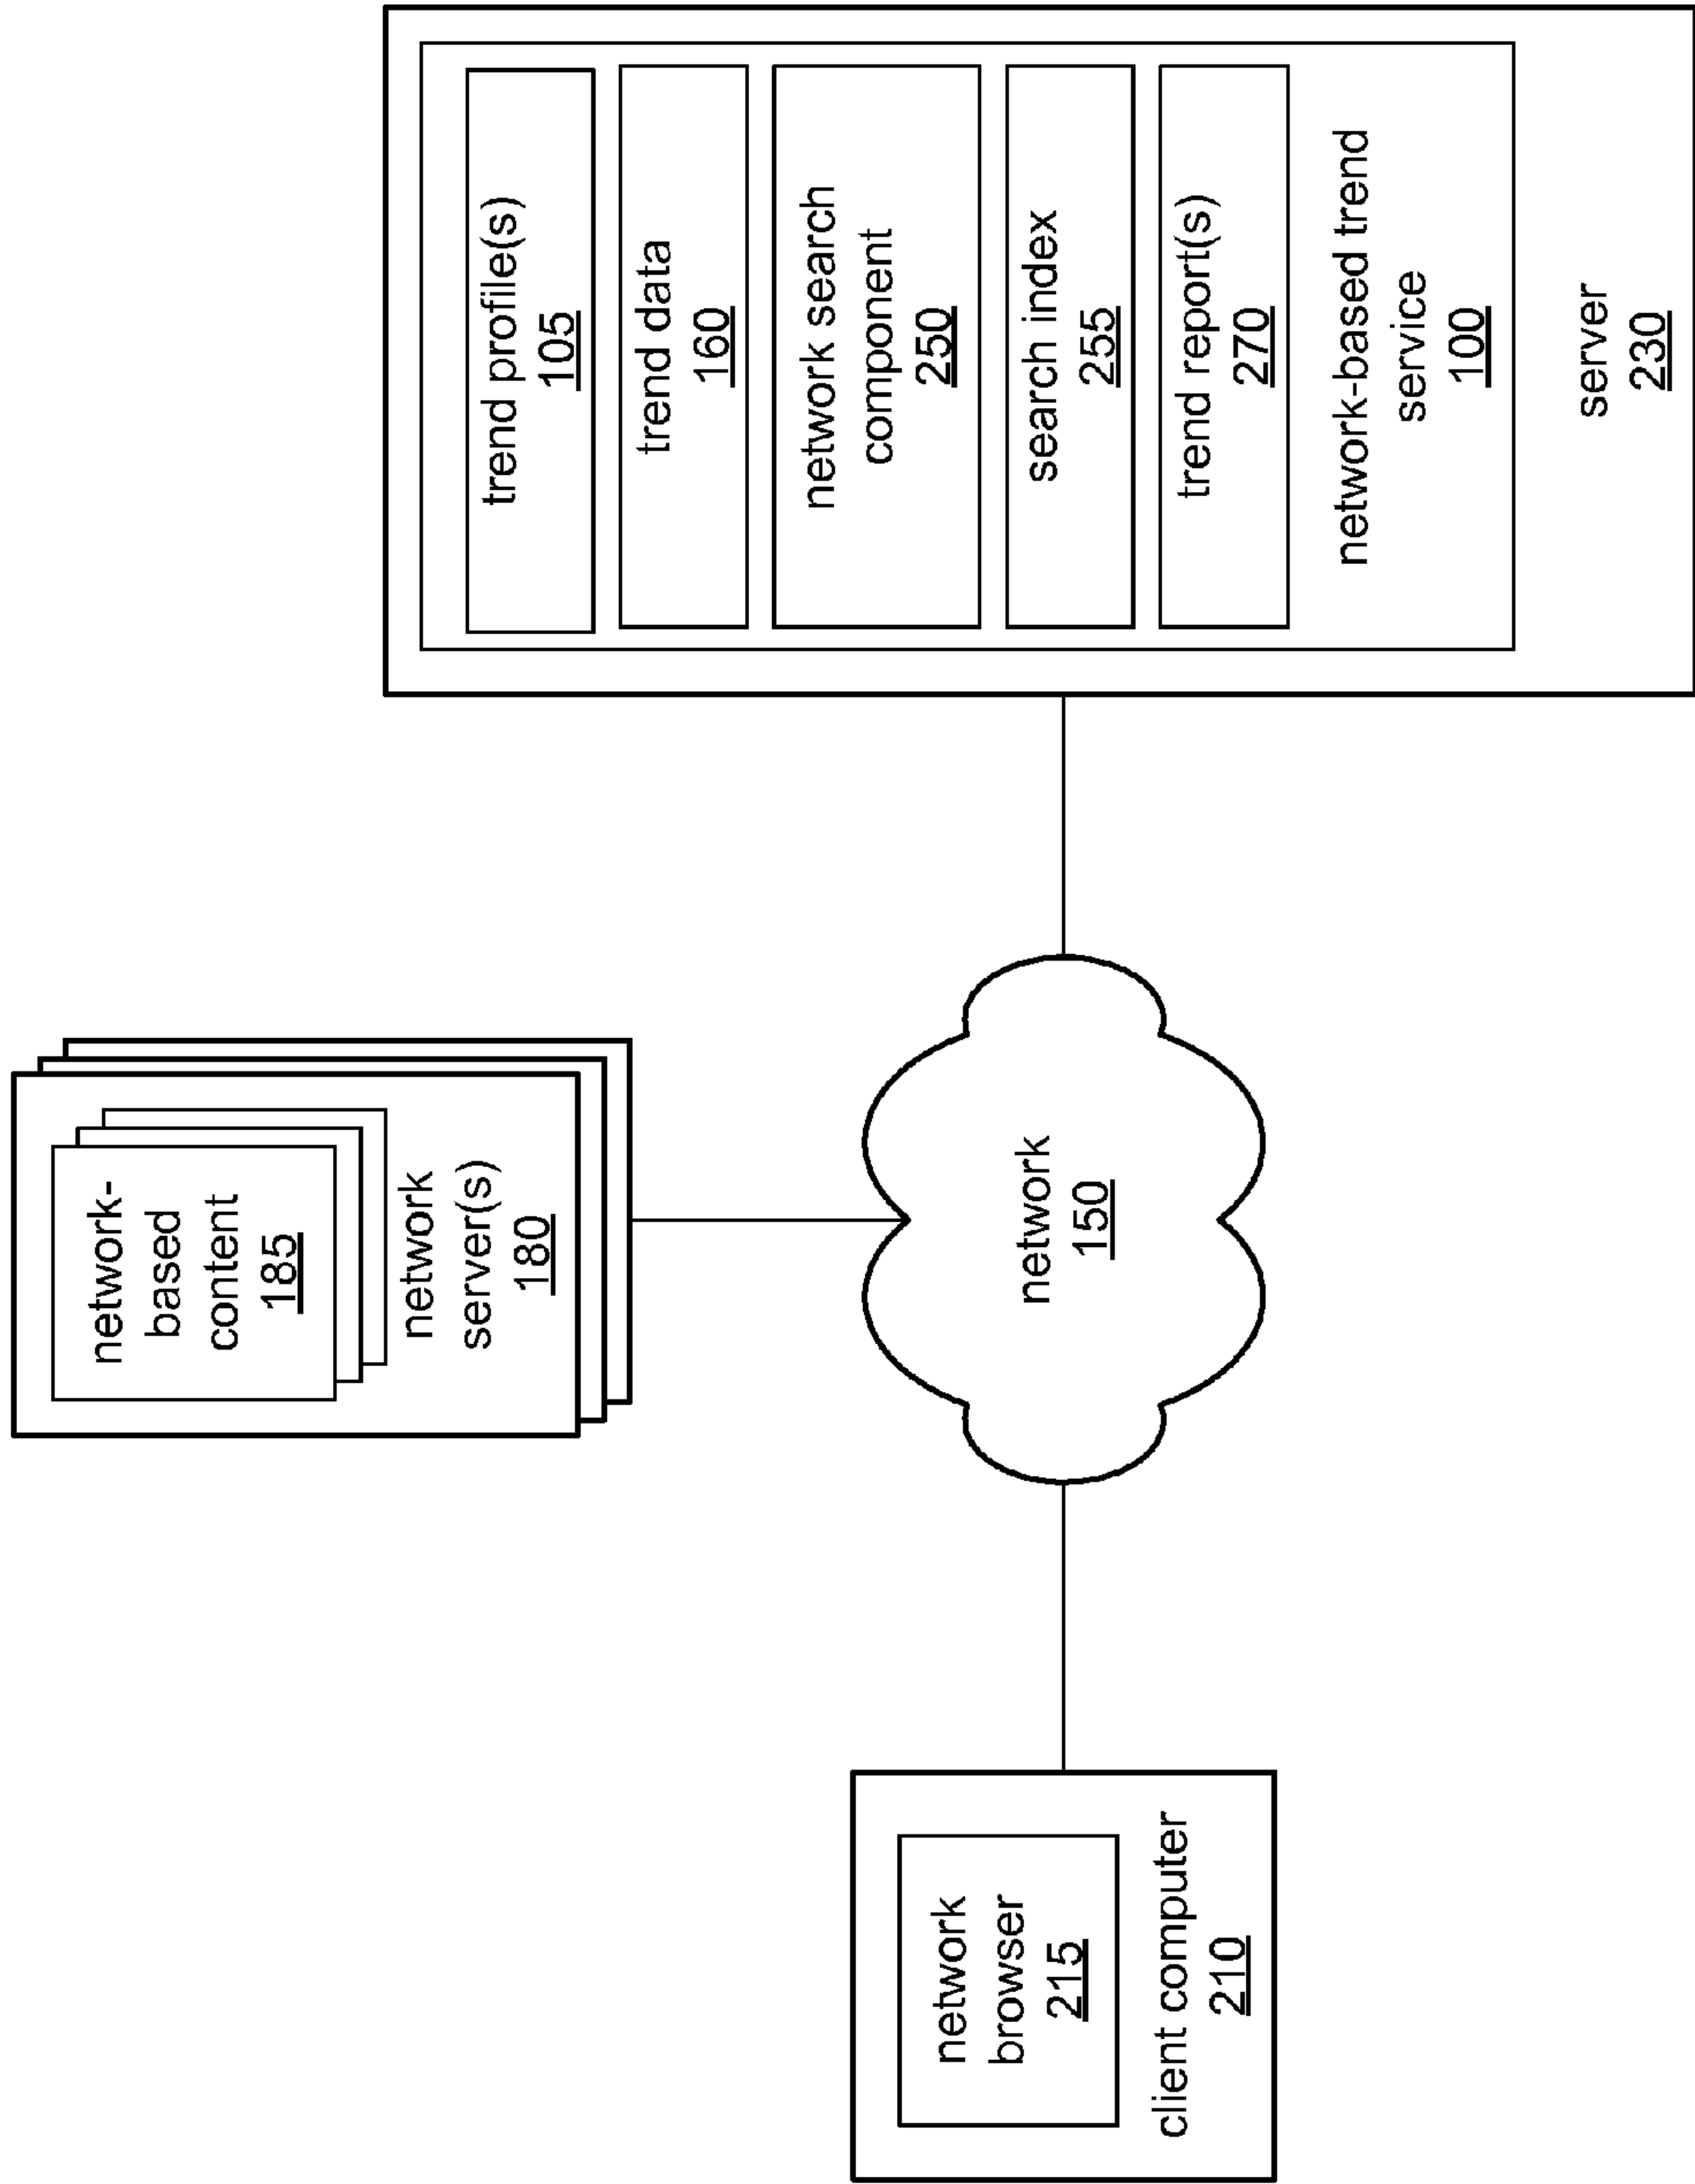 network-
based
content
185
network
server(s)
180
network
browser
215
client computer
210
network
150
trend profile(s)
105
trend data
160
network search
component
250
search index
255
trend report(s)
270
network-based trend
service
100
server
230